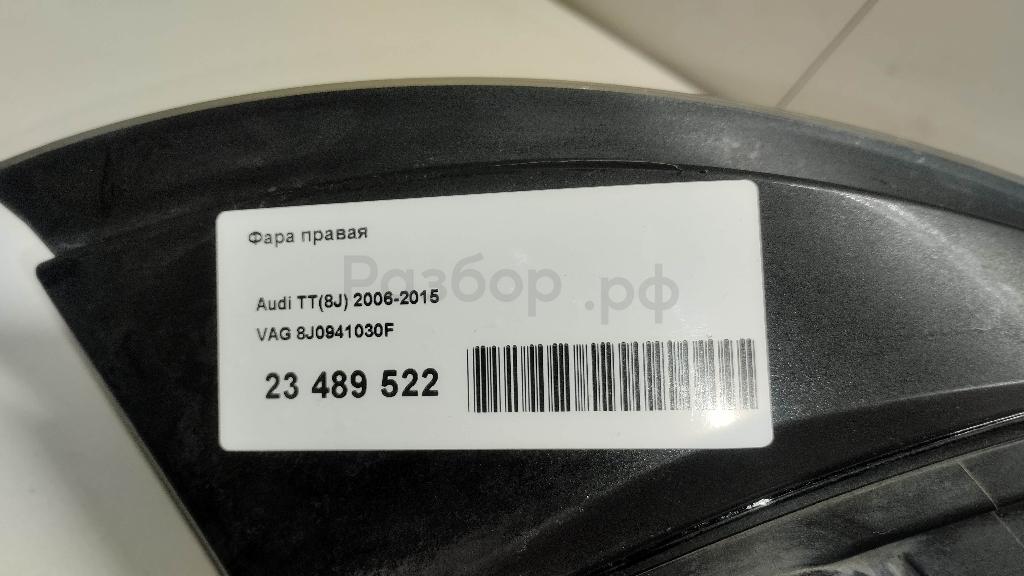 Фара правая
Разбор.рф
Audi TT(8J) 2006-2015
VAG 8J0941030F
23 489 522